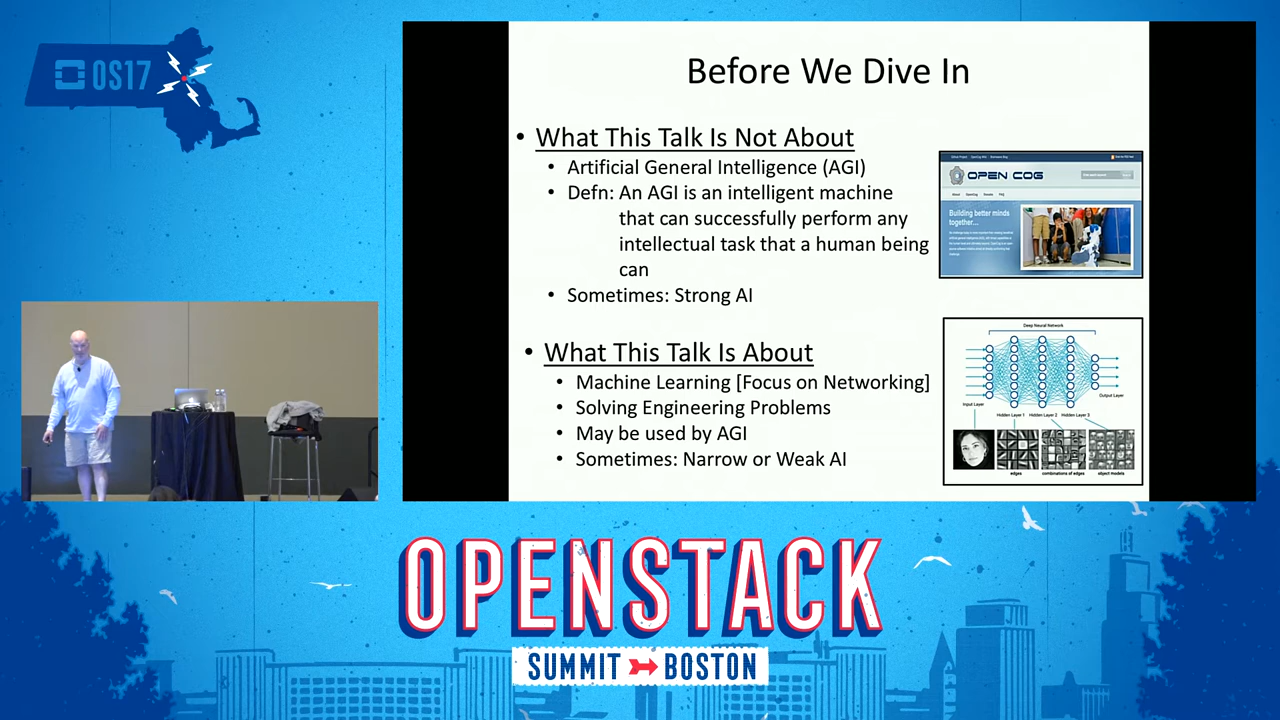 OS17
Before We Dive In
• What This Talk Is Not About
• Artificial General Intelligence (AGI)
• Defn: An AGI is an intelligent machine
that can successfully perform any
intellectual task that a human being
can
• Sometimes: Strong AI
OPEN COG
Building better minds
together...
• What This Talk Is About
• Machine Learning [Focus on Networking]
• Solving Engineering Problems
• May be used by AGI
• Sometimes: Narrow or Weak AI
Deep Neural Network
Input Layer
Hidden Layer 1
Hidden Layer 2
Hidden Layer 3
Output Layer
edges
combinations of edges
object models
OPENSTACK
SUMMIT BOSTON